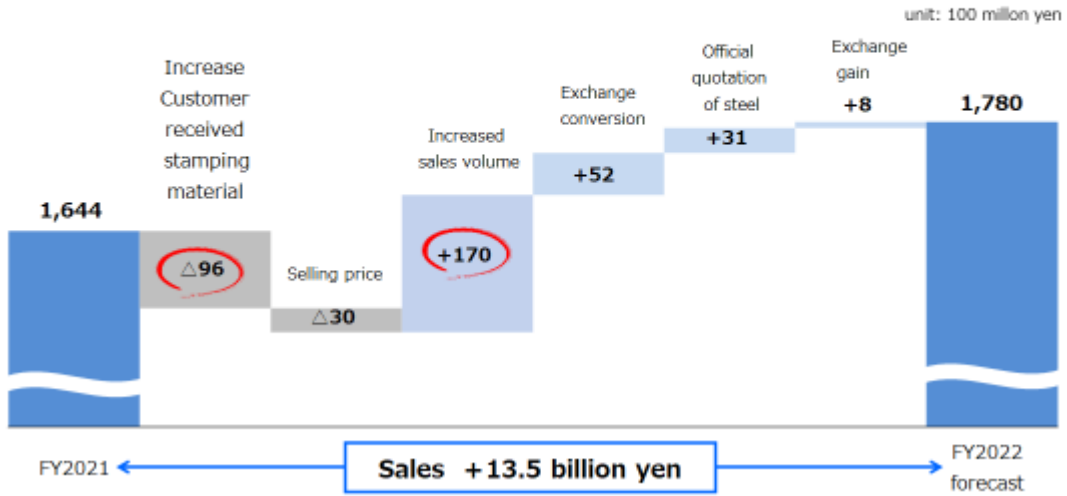 unit: 100 millon yen
Increase
Customer
received
stamping
material
Official
quotation
of steel
Exchange
gain
Exchange
conversion
Increased
sales volume
Selling price
1,644
△96
△30
+170
+52
+31
+8
1,780
FY2021
Sales +13.5 billion yen
FY2022
forecast